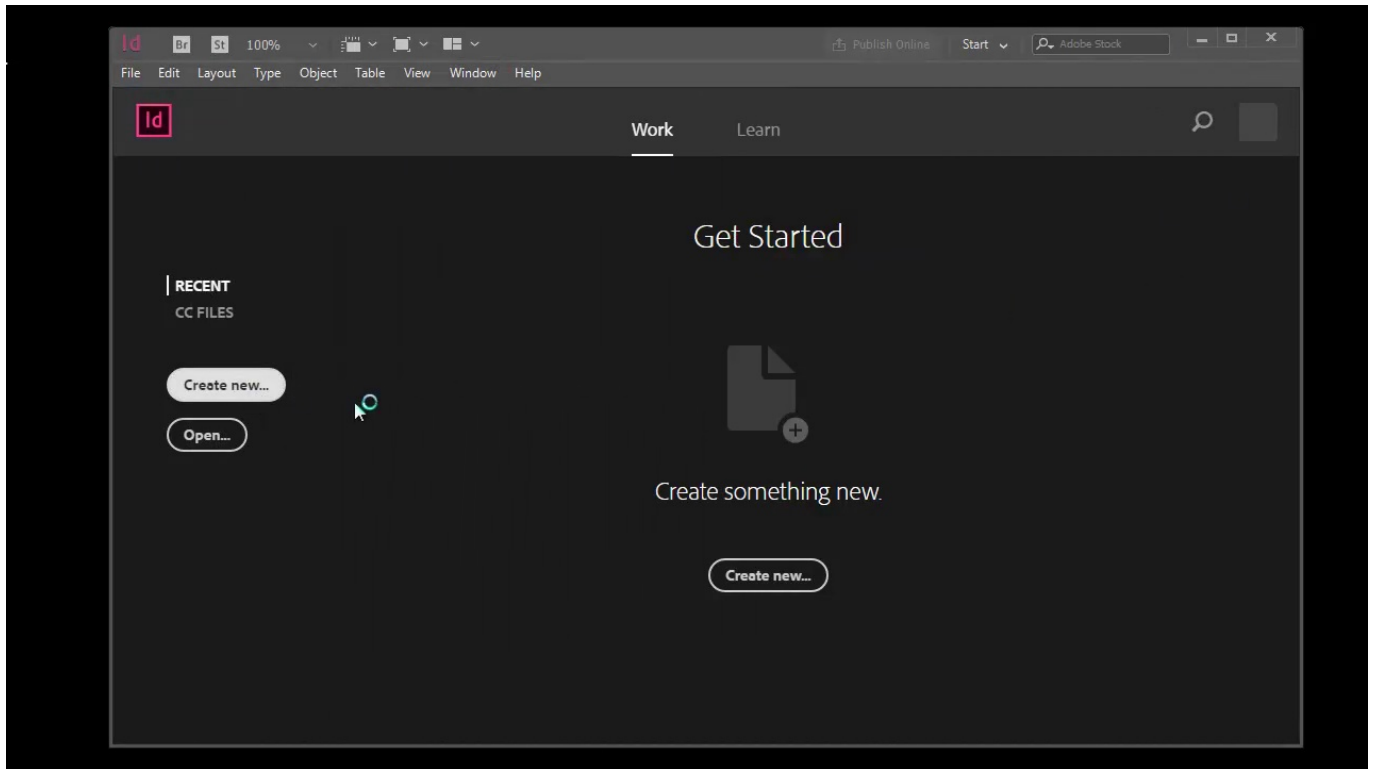 Id Br St 100% Publish Online Start Adobe Stock
File Edit Layout Type Object Table View Window Help
Id
Work Learn
Get Started
RECENT
CC FILES
Create new...
Open...
Create something new.
Create new...